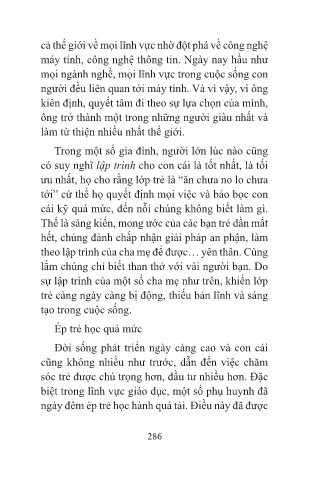 cả thế giới về mọi lĩnh vực nhờ đột phá về công nghệ
máy tính, công nghệ thông tin. Ngày nay hầu như
mọi ngành nghề, mọi lĩnh vực trong cuộc sống con
người đều liên quan tới máy tính. Và vì vậy, vì ông
kiên định, quyết tâm đi theo sự lựa chọn của mình,
ông trở thành một trong những người giàu nhất và
làm từ thiện nhiều nhất thế giới.
Trong một số gia đình, người lớn lúc nào cũng
có suy nghĩ lập trình cho con cái là tốt nhất, là tối
ưu nhất, họ cho rằng lớp trẻ là “ăn chưa no lo chưa
tới” cứ thế họ quyết định mọi việc và bảo bọc con
cái kỹ quá mức, đến nỗi chúng không biết làm gì.
Thế là sáng kiến, mong ước của các bạn trẻ dần mất
hết, chúng đành chấp nhận giải pháp an phận, làm
theo lập trình của cha mẹ để được… yên thân. Cùng
lắm chúng chỉ biết than thở với vài người bạn. Do
sự lập trình của một số cha mẹ như trên, khiến lớp
trẻ càng ngày càng bị động, thiếu bản lĩnh và sáng
tạo trong cuộc sống.
Ép trẻ học quá mức
Đời sống phát triển ngày càng cao và con cái
cũng không nhiều như trước, dẫn đến việc chăm
sóc trẻ được chú trọng hơn, đầu tư nhiều hơn. Đặc
biệt trong lĩnh vực giáo dục, một số phụ huynh đã
ngày đêm ép trẻ học hành quá tải. Điều này đã được
286